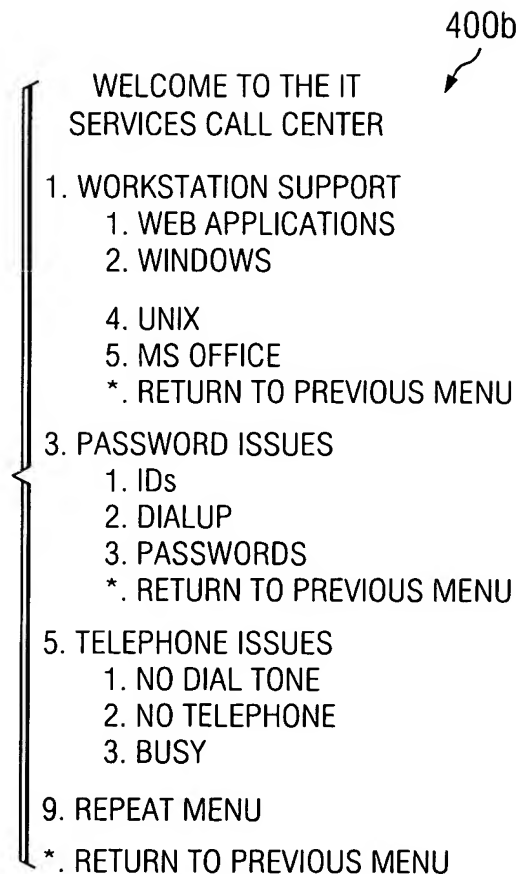 400b
WELCOME TO THE IT
SERVICES CALL CENTER
1. WORKSTATION SUPPORT
1. WEB APPLICATIONS
2. WINDOWS
4. UNIX
5. MS OFFICE
*. RETURN TO PREVIOUS MENU
3. PASSWORD ISSUES
1. IDs
2. DIALUP
3. PASSWORDS
*. RETURN TO PREVIOUS MENU
5. TELEPHONE ISSUES
1. NO DIAL TONE
2. NO TELEPHONE
3. BUSY
9. REPEAT MENU
*. RETURN TO PREVIOUS MENU